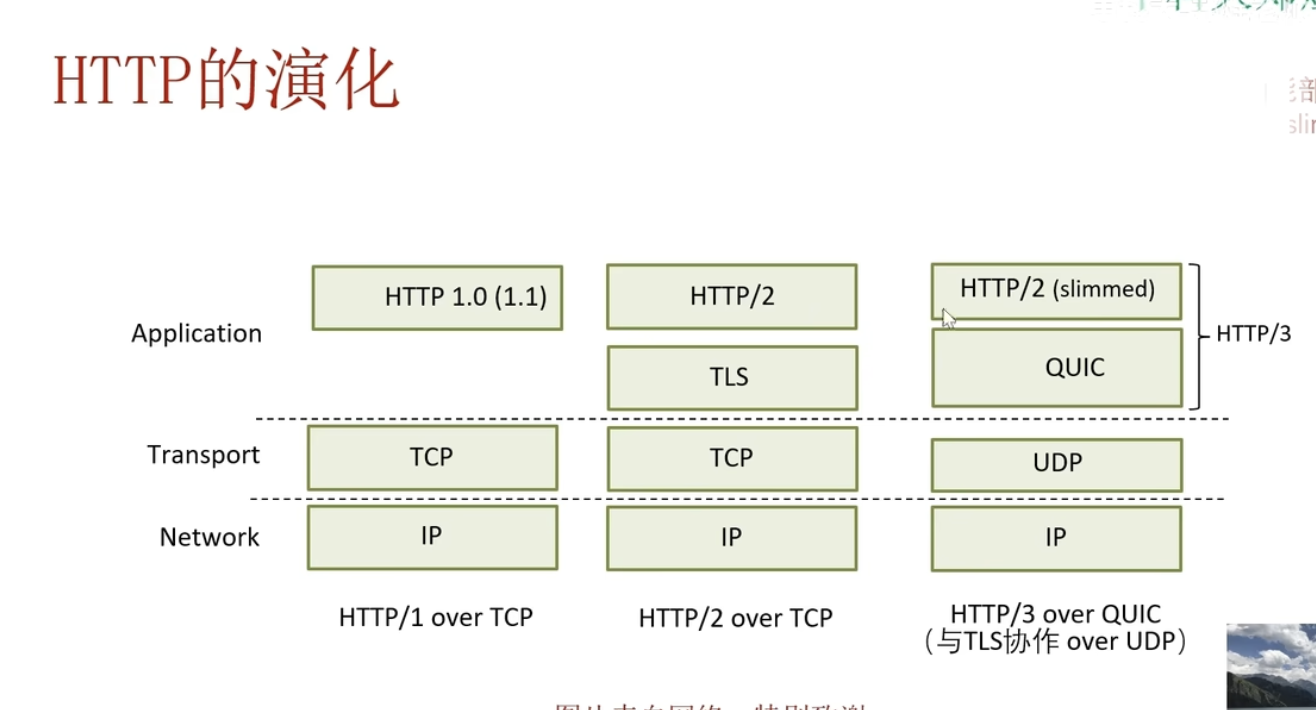 HTTP的演化
HTTP 1.0 (1.1)
HTTP/2
HTTP/2 (slimmed)
Application
HTTP/3
TLS
QUIC
Transport
TCP
TCP
UDP
Network
IP
IP
IP
HTTP/1 over TCP
HTTP/2 over TCP
HTTP/3 over QUIC
（与TLS协作 over UDP）